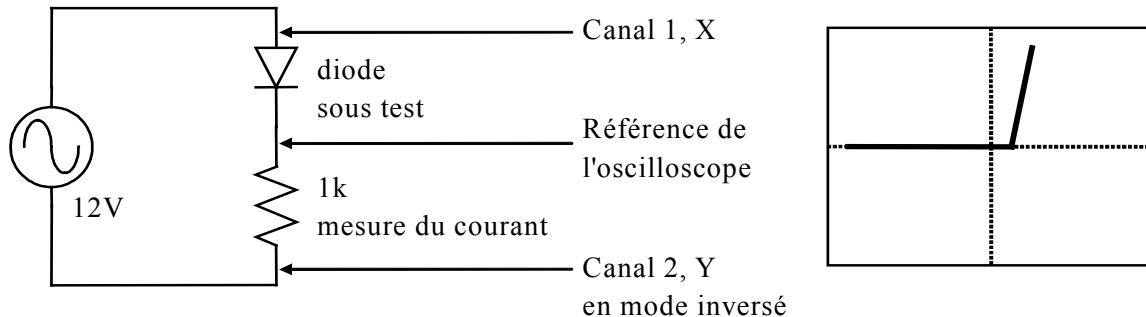 Canal 1, X
diode
sous test
Référence de
l'oscilloscope
12V
1k
mesure du courant
Canal 2, Y
en mode inversé